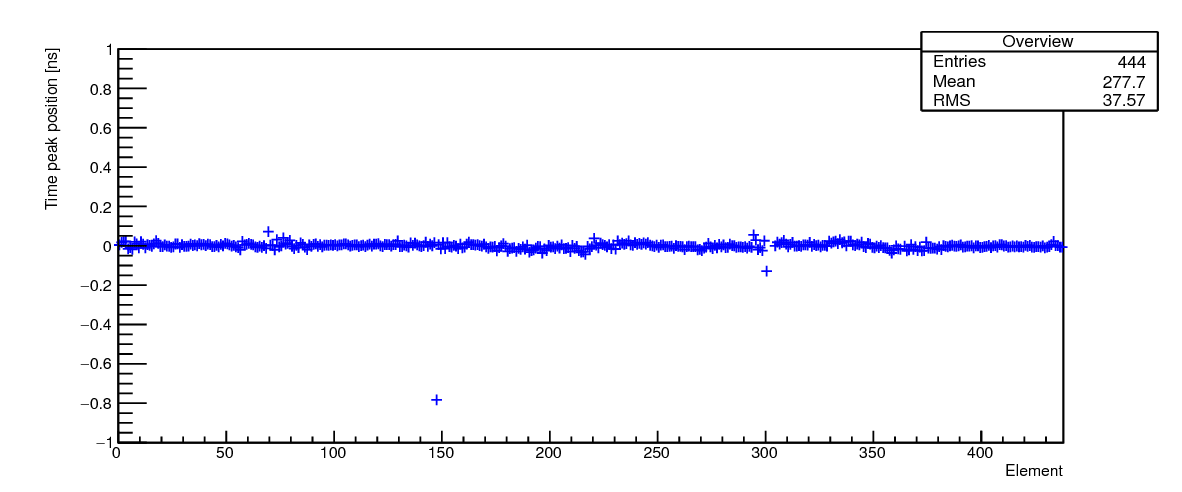 Time peak position [ns]
Overview
Entries 444
Mean 277.7
RMS 37.57
1
0.8
0.6
0.4
0.2
0
−0.2
−0.4
−0.6
−0.8
−1
0 50 100 150 200 250 300 350 400
Element